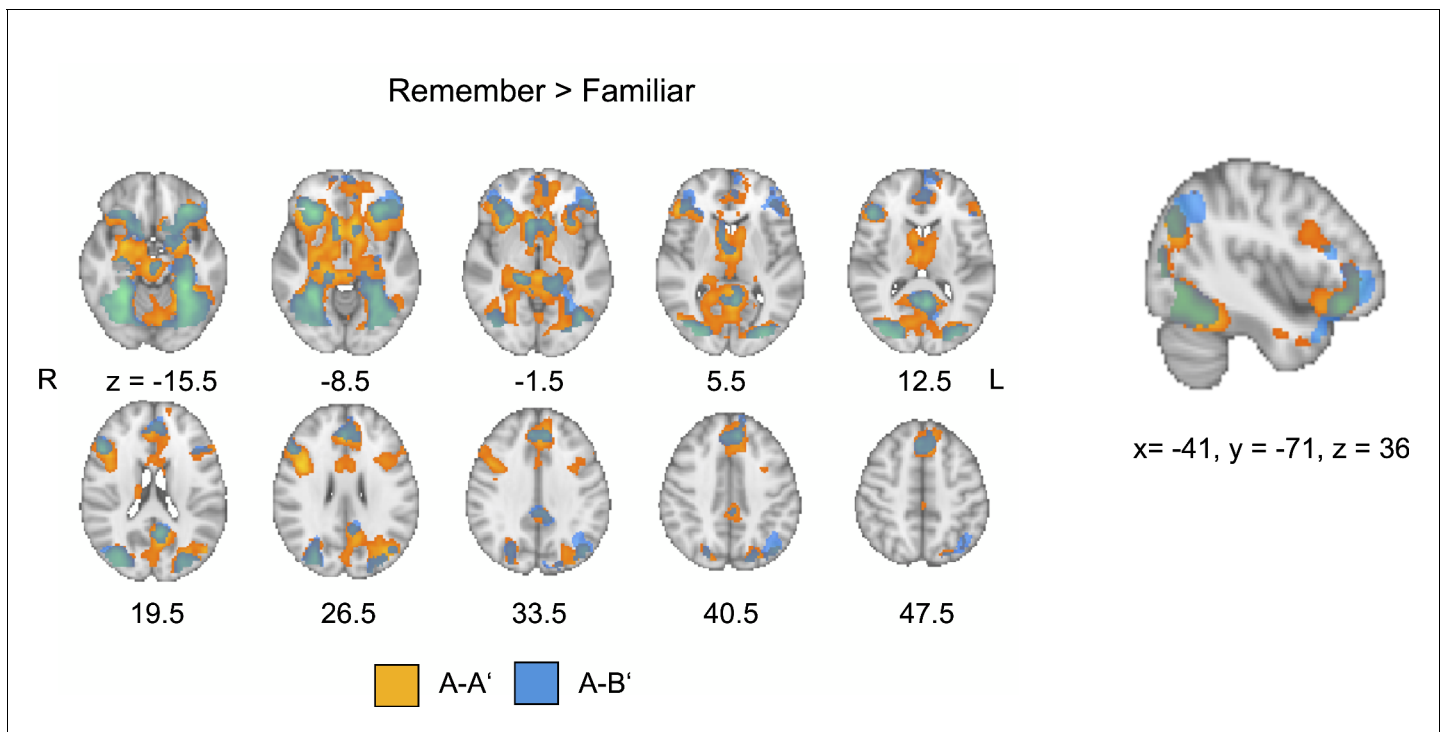 Remember > Familiar
R z = -15.5 -8.5 -1.5 5.5 12.5 L
x= -41, y = -71, z = 36
19.5 26.5 33.5 40.5 47.5
A-A‘ A-B‘